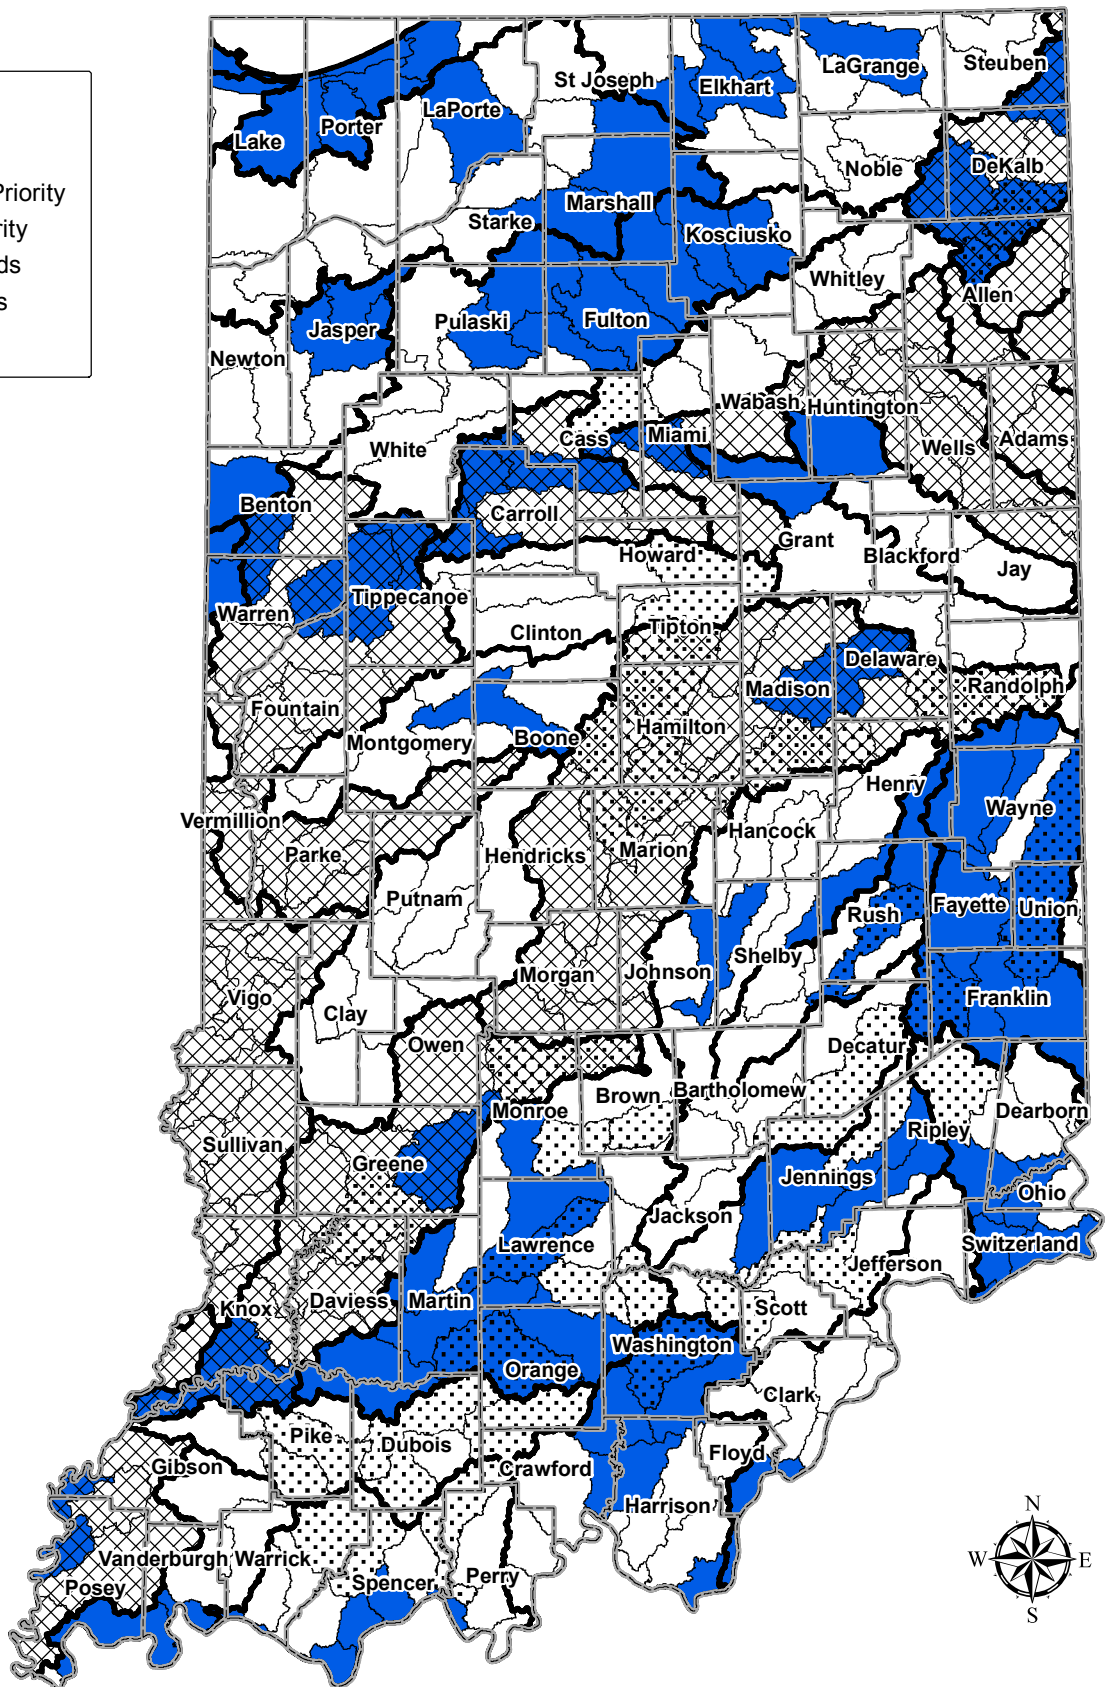 Priority
rity
ds
s
St Joseph
LaGrange
Steuben
Elkhart
LaPorte
Lake
Porter
Noble
DeKalb
Marshall
Starke
Kosciusko
Whitley
Allen
Jasper
Pulaski
Fulton
Newton
Wabash
Huntington
White
Cass
Miami
Wells
Adams
Benton
Carroll
Grant
Howard
Blackford
Jay
Tippecanoe
Warren
Clinton
Tipton
Delaware
Madison
Randolph
Fountain
Hamilton
Montgomery
Boone
Henry
Wayne
Vermillion
Hancock
Parke
Hendricks
Marion
Putnam
Rush
Fayette
Union
Shelby
Morgan
Johnson
Vigo
Franklin
Clay
Owen
Decatur
Brown
Bartholomew
Monroe
Dearborn
Ripley
Sullivan
Greene
Jennings
Ohio
Jackson
Lawrence
Switzerland
Jefferson
Knox
Daviess
Martin
Scott
Washington
Orange
Clark
Pike
Dubois
Floyd
Gibson
Crawford
Harrison
N
W
E
S
Vanderburgh
Warrick
Posey
Spencer
Perry